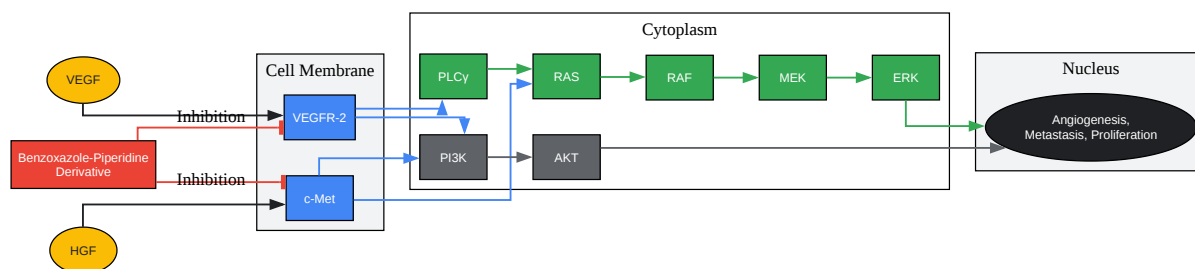 Cytoplasm
Cell Membrane
Nucleus
VEGF
Inhibition
VEGFR-2
PLCγ
RAS
RAF
MEK
ERK
Angiogenesis,
Metastasis, Proliferation
Benzoxazole-Piperidine
Derivative
Inhibition
PI3K
AKT
c-Met
HGF